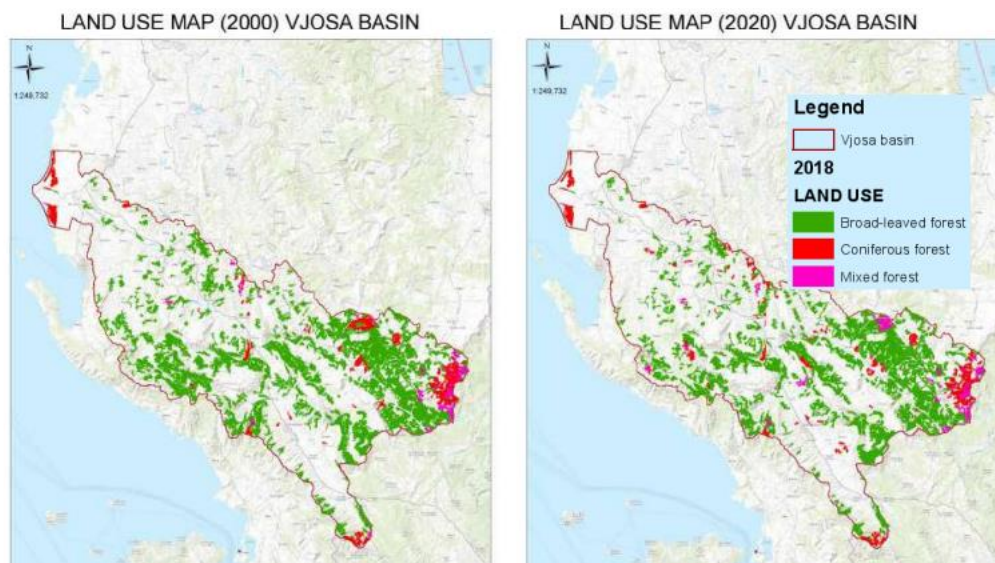 LAND USE MAP (2000) VJOSA BASIN
N
1:249,732
LAND USE MAP (2020) VJOSA BASIN
N
1:249,732
Legend
Vjosa basin
2018
LAND USE
Broad-leaved forest
Coniferous forest
Mixed forest